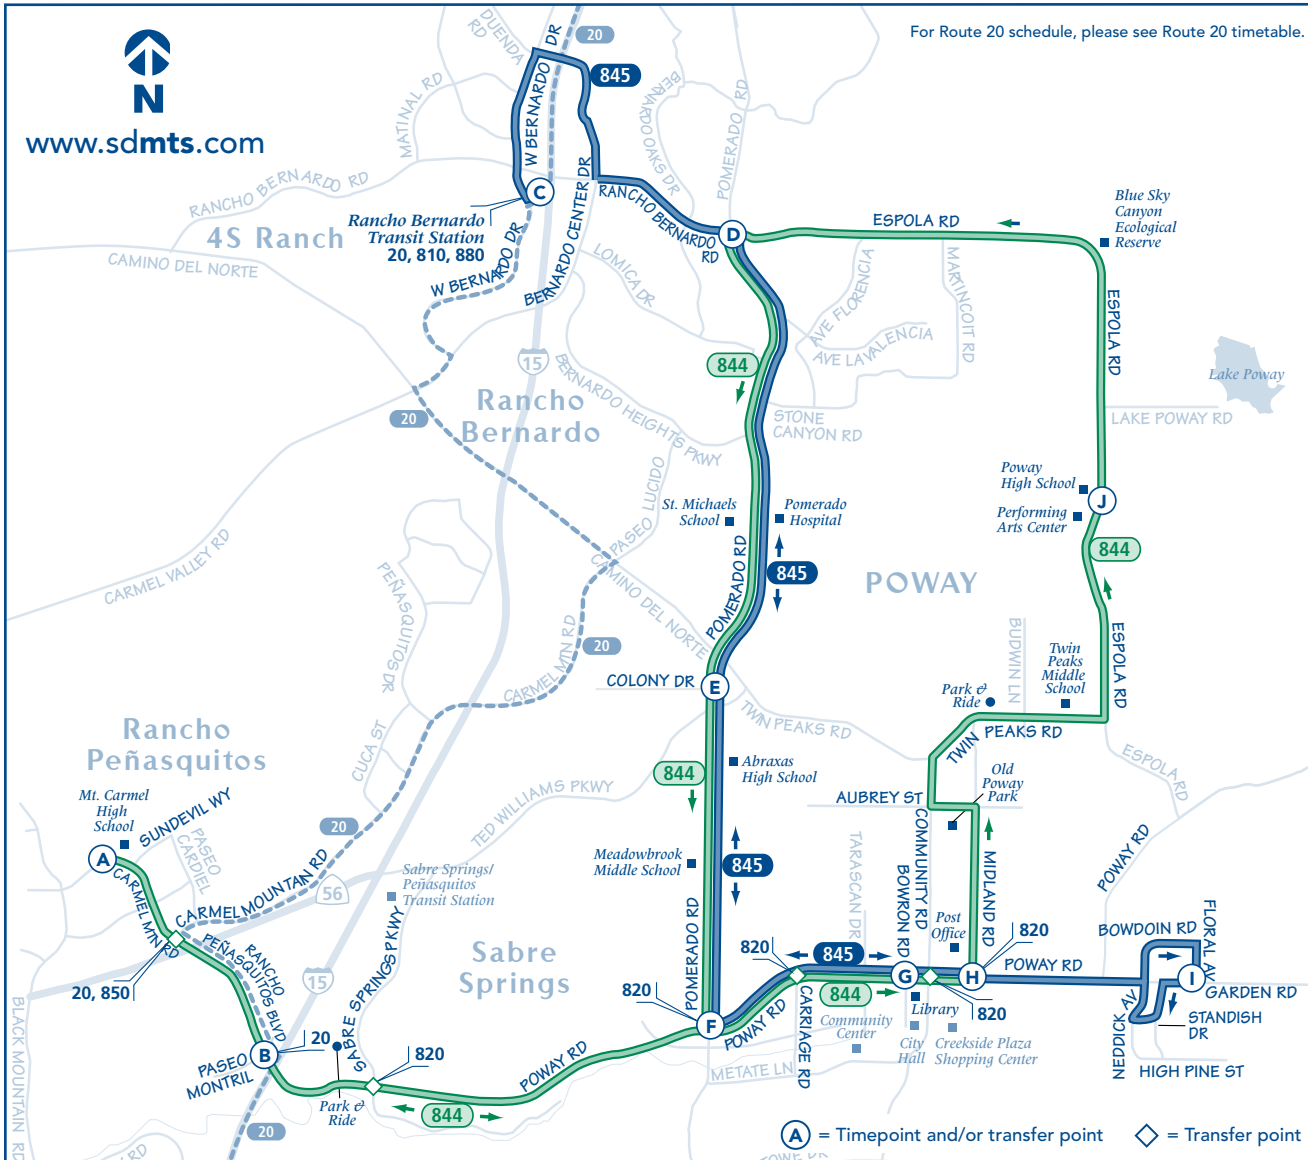 For Route 20 schedule, please see Route 20 timetable.
N
www.sdmts.com
DUENDA
RD
W BERNARDO DR
20
845
MATINAL RD
W BERNARDO
BERNARDO OAKS DR
POMERADO RD
RANCHO BERNARDO RD
C
Rancho Bernardo
Transit Station
20, 810, 880
4S Ranch
CAMINO DEL NORTE
W BERNARDO DR
BERNARDO CENTER DR
RANCHO BERNARDO
RD
D
ESPOLA RD
Blue Sky
Canyon
Ecological
Reserve
LOMICA DR
AVE FLORENCIA
AVE LA VALENCIA
MARTINCOIT RD
ESPOLA RD
Lake Poway
LAKE POWAY RD
15
844
BERNARDO HEIGHTS PKWY
STONE
CANYON RD
20
Rancho
Bernardo
PASEO LUCIDO
St. Michaels
School
Pomerado
Hospital
Poway
High School
J
Performing
Arts Center
844
CARMEL VALLEY RD
PEÑASQUITOS DR
CAMINO DEL NORTE
POMERADO RD
845
POWAY
CARMEL MTN RD
20
COLONY DR
E
TWIN PEAKS RD
BUDWIN LN
Park &
Ride
Twin
Peaks
Middle
School
ESPOLA RD
TWIN PEAKS RD
ESPOLA RD
Rancho
Peñasquitos
CUCA ST
844
Abraxas
High School
TED WILLIAMS PKWY
Mt. Carmel
High
School
SUNDEVIL WY
A
PASEO
CARDIEL
20
AUBREY ST
Old
Poway
Park
COMMUNITY RD
TARASCAN DR
MIDLAND RD
POWAY RD
CARMEL MTN RD
CARMEL MOUNTAIN RD
56
Sabre Springs/
Peñasquitos
Transit Station
Meadowbrook
Middle School
845
BOWRON RD
Post
Office
820
BOWDOIN RD
FLORAL AV
20, 850
RANCHO
PEÑASQUITOS BLVD
15
Sabre
Springs
SABRE SPRINGS PKWY
POMERADO RD
820
820
845
844
G
H
POWAY RD
I
GARDEN RD
STANDISH
DR
NEDDICK AV
HIGH PINE ST
F
POWAY RD
CARRIAGE RD
Community
Center
Library
City
Hall
820
Creekside Plaza
Shopping Center
BLACK MOUNTAIN RD
PASEO
MONTRIL
B
20
Park &
Ride
820
POWAY RD
METATE LN
844
20
A = Timepoint and/or transfer point
= Transfer point